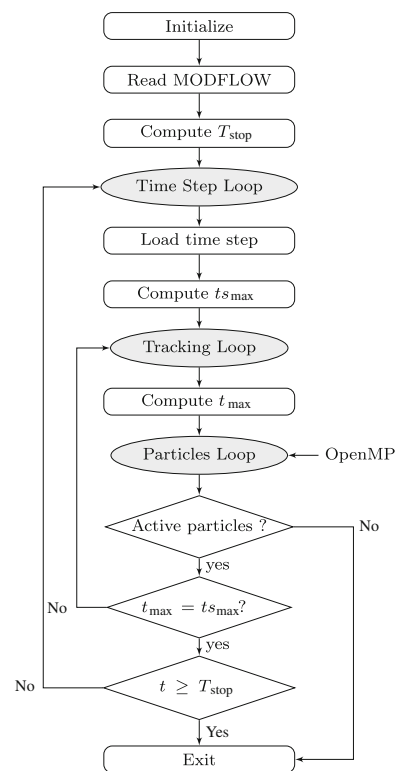 Initialize
Read MODFLOW
Compute T_stop
Time Step Loop
Load time step
Compute ts_max
Tracking Loop
Compute t_max
Particles Loop
OpenMP
Active particles ?
No
yes
t_max = ts_max?
No
yes
t ≥ T_stop
No
Yes
Exit